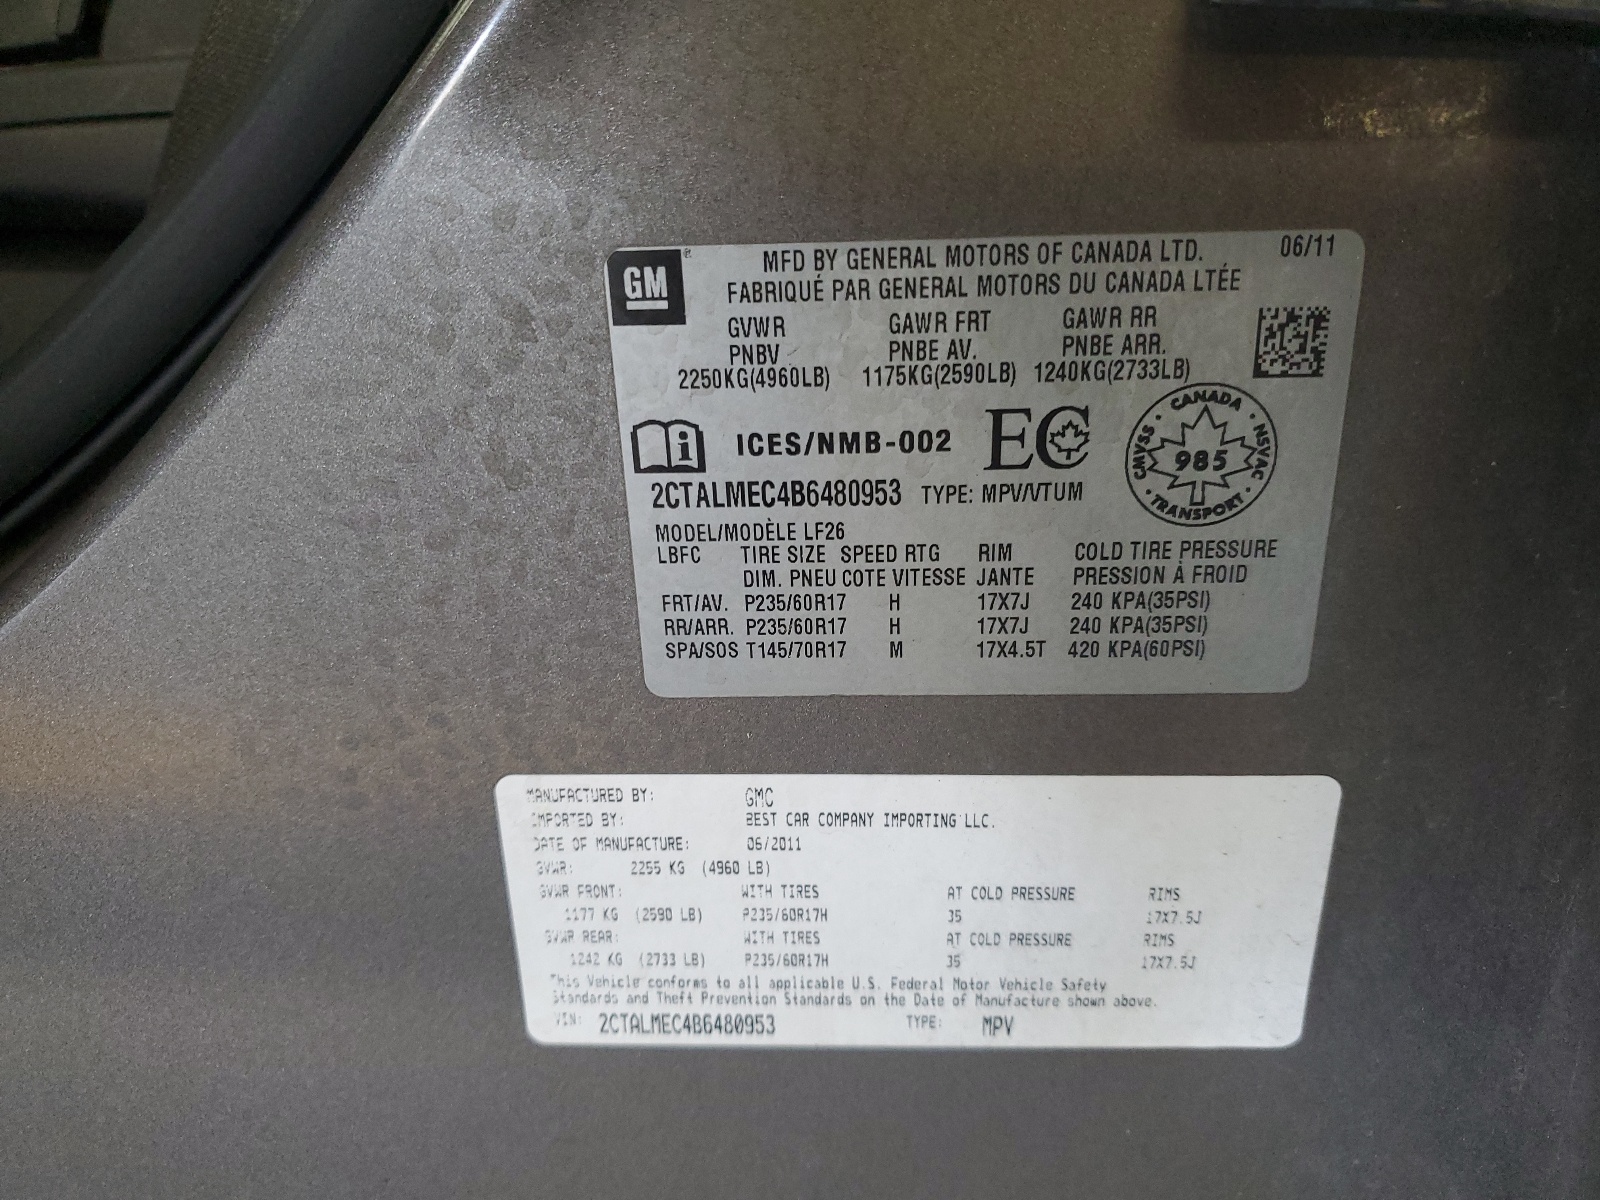 GM
MFD BY GENERAL MOTORS OF CANADA LTD. 06/11
FABRIQUÉ PAR GENERAL MOTORS DU CANADA LTÉE
GVWR GAWR FRT GAWR RR
PNBV PNBE AV. PNBE ARR.
2250KG(4960LB) 1175KG(2590LB) 1240KG(2733LB)
i ICES/NMB-002 EC
CANADA · NSVAC · TRANSPORT · CMVSS
985
2CTALMEC4B6480953 TYPE: MPV/VTUM
MODEL/MODÈLE LF26
LBFC TIRE SIZE SPEED RTG RIM COLD TIRE PRESSURE
DIM. PNEU COTE VITESSE JANTE PRESSION À FROID
FRT/AV. P235/60R17 H 17X7J 240 KPA(35PSI)
RR/ARR. P235/60R17 H 17X7J 240 KPA(35PSI)
SPA/SOS T145/70R17 M 17X4.5T 420 KPA(60PSI)
MANUFACTURED BY: GMC
IMPORTED BY: BEST CAR COMPANY IMPORTING LLC.
DATE OF MANUFACTURE: 06/2011
GVWR: 2255 KG (4960 LB)
GVWR FRONT: WITH TIRES AT COLD PRESSURE RIMS
1177 KG (2590 LB) P235/60R17H 35 17X7.5J
GVWR REAR: WITH TIRES AT COLD PRESSURE RIMS
1242 KG (2733 LB) P235/60R17H 35 17X7.5J
This Vehicle conforms to all applicable U.S. Federal Motor Vehicle Safety
Standards and Theft Prevention Standards on the Date of Manufacture shown above.
VIN: 2CTALMEC4B6480953 TYPE: MPV